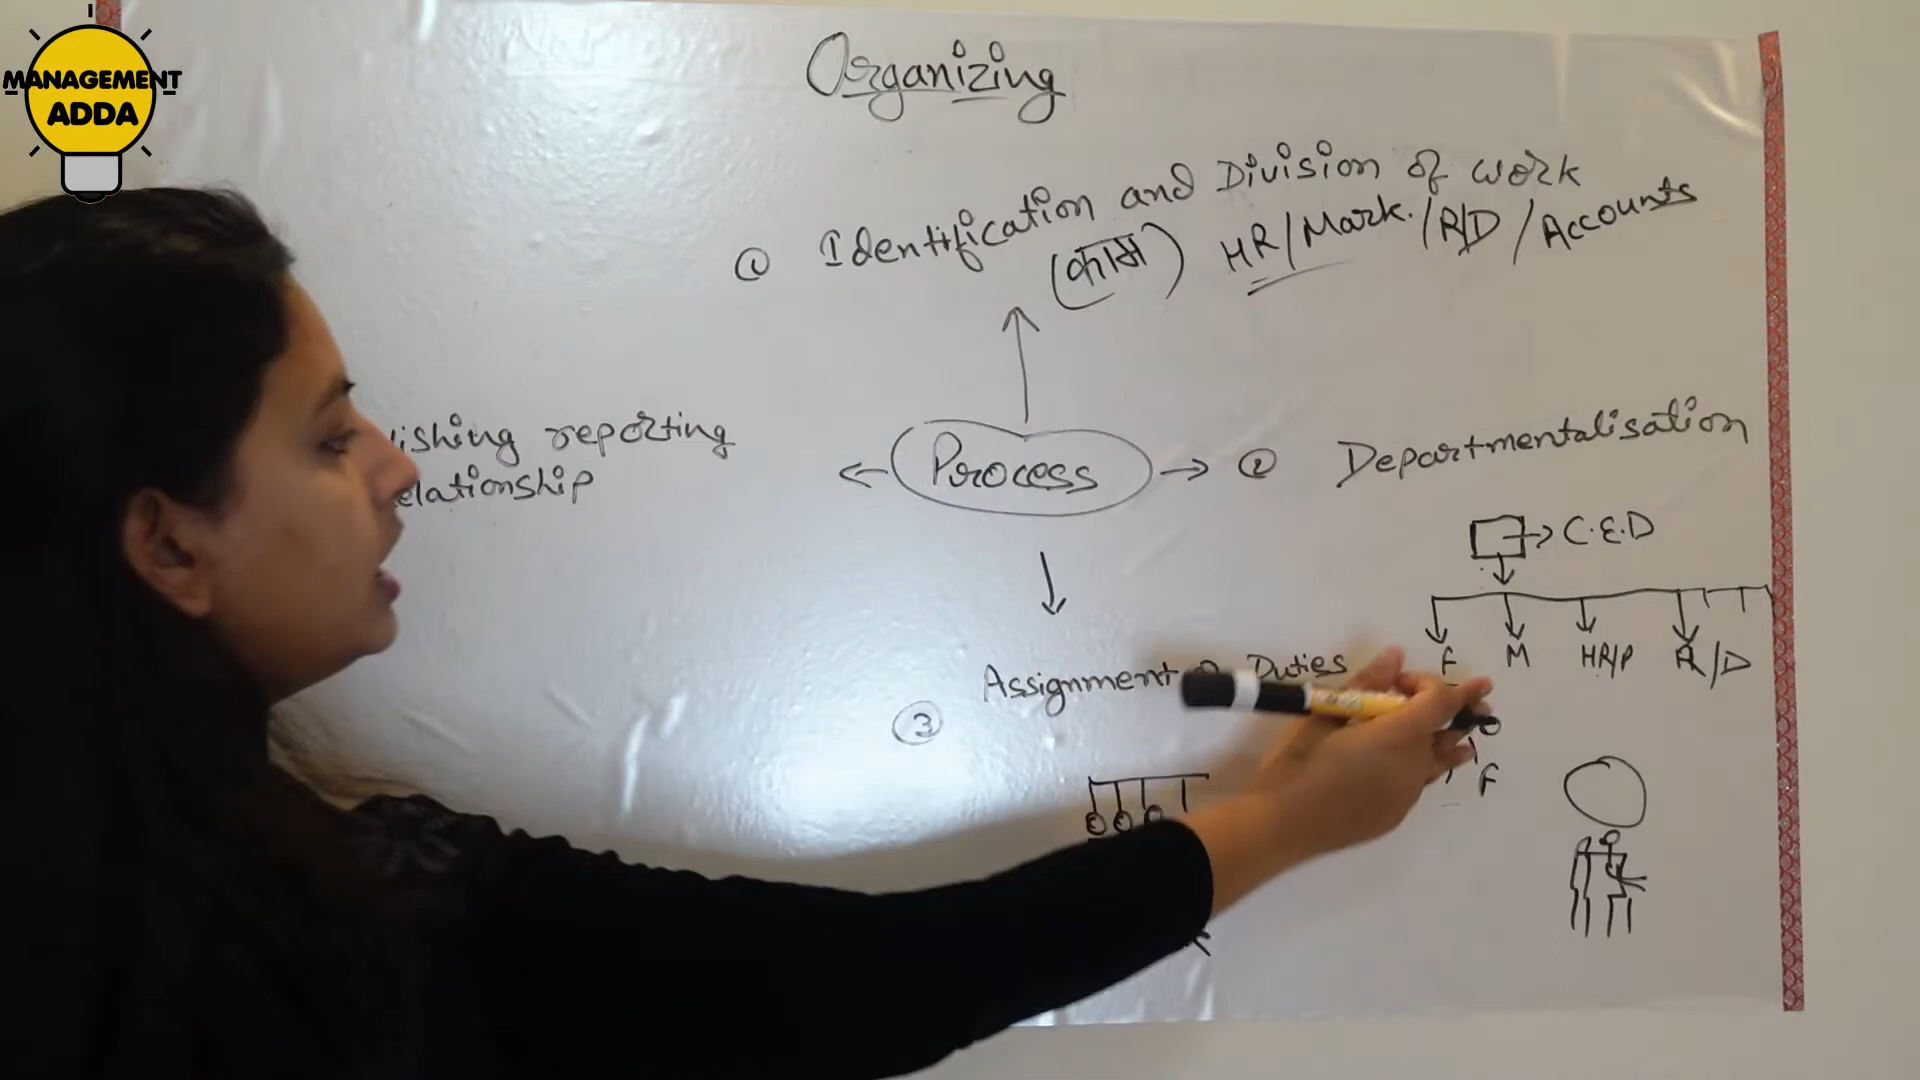 MANAGEMENT
ADDA
Organizing
① Identification and Division of work
(काम) HR/Mark./R/D/Accounts
ishing reporting
elationship
Process
② Departmentalisation
C.E.D
F M HR/P R/D
Assignment Duties
③
F